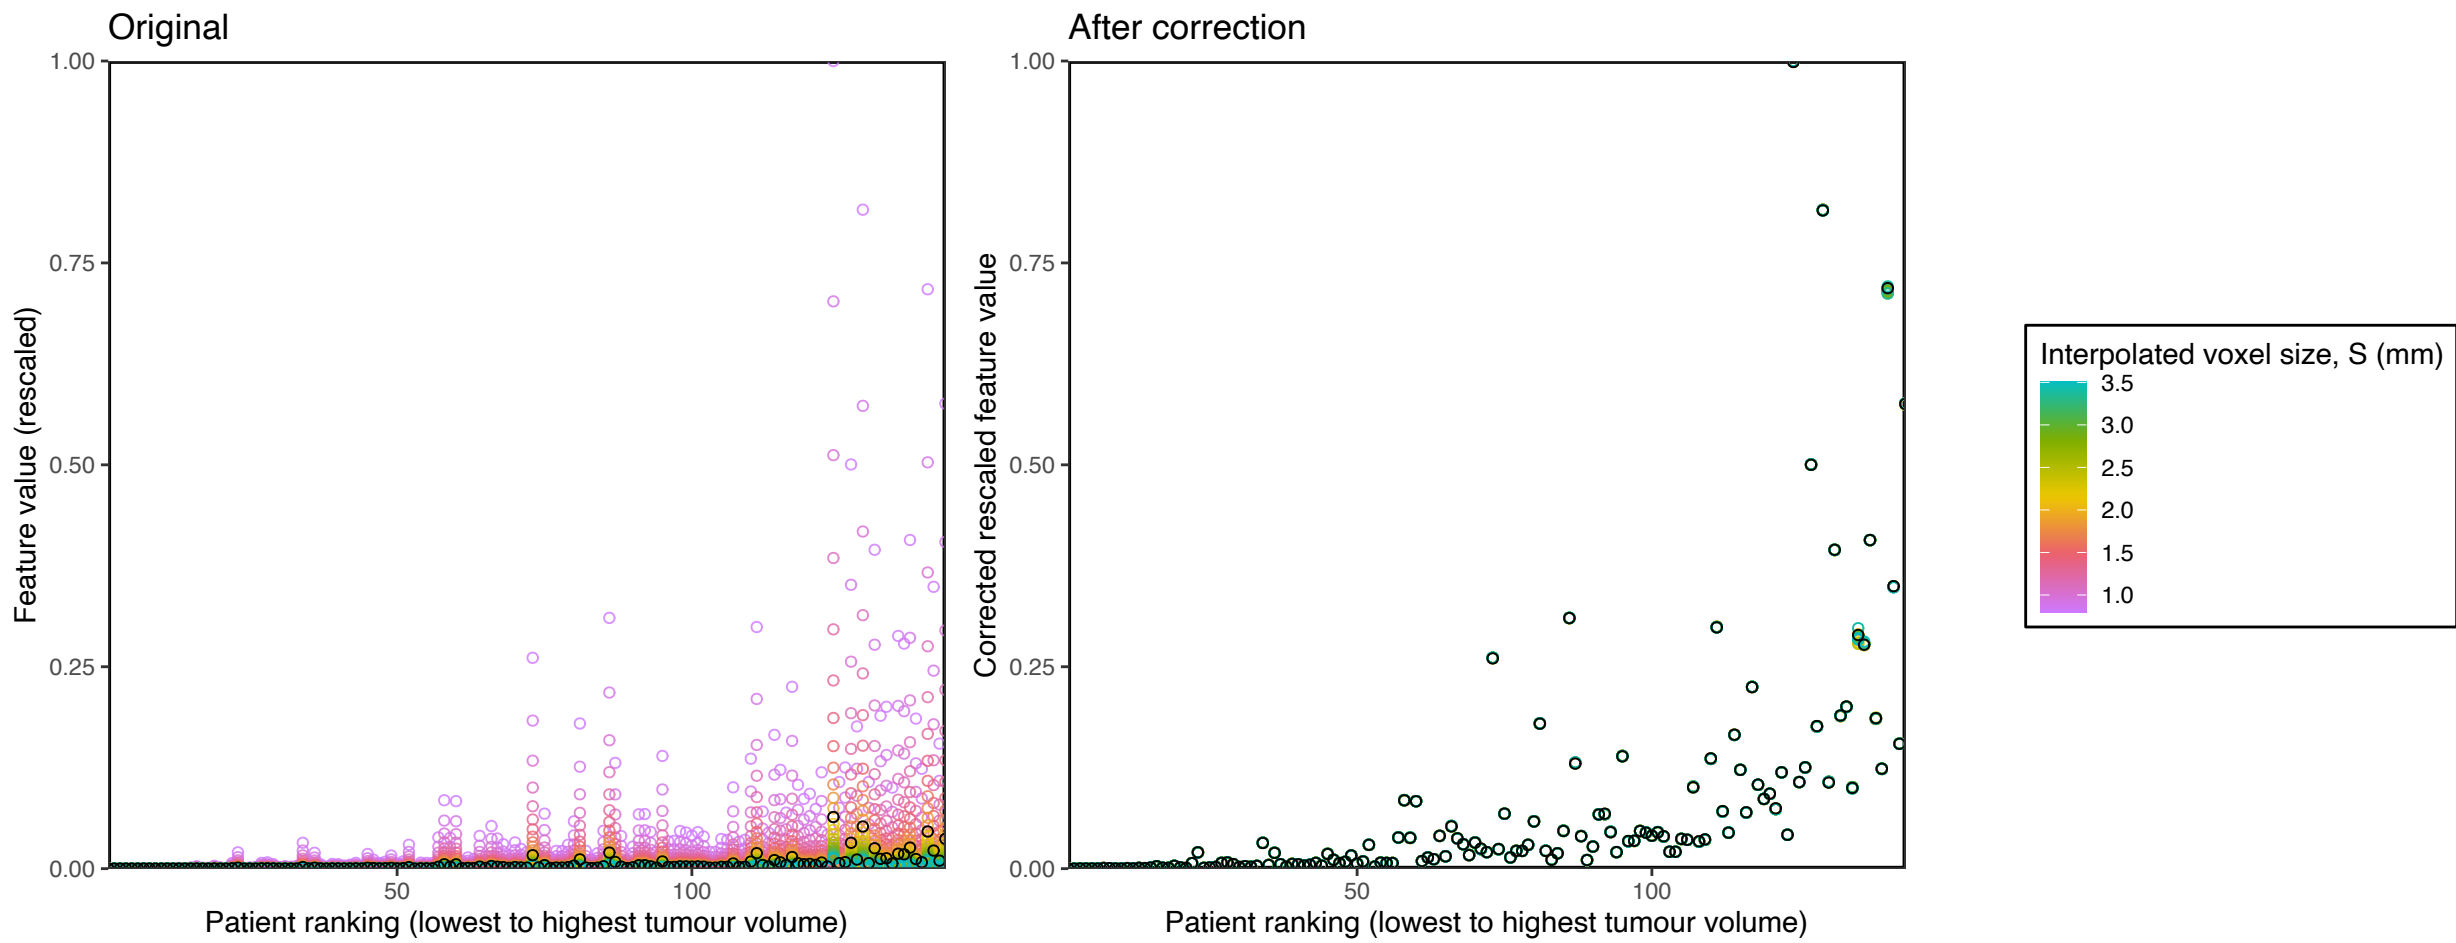 Original
1.00
0.75
0.50
0.25
0.00
Feature value (rescaled)
50
100
Patient ranking (lowest to highest tumour volume)
After correction
1.00
0.75
0.50
0.25
0.00
Corrected rescaled feature value
50
100
Patient ranking (lowest to highest tumour volume)
Interpolated voxel size, S (mm)
3.5
3.0
2.5
2.0
1.5
1.0